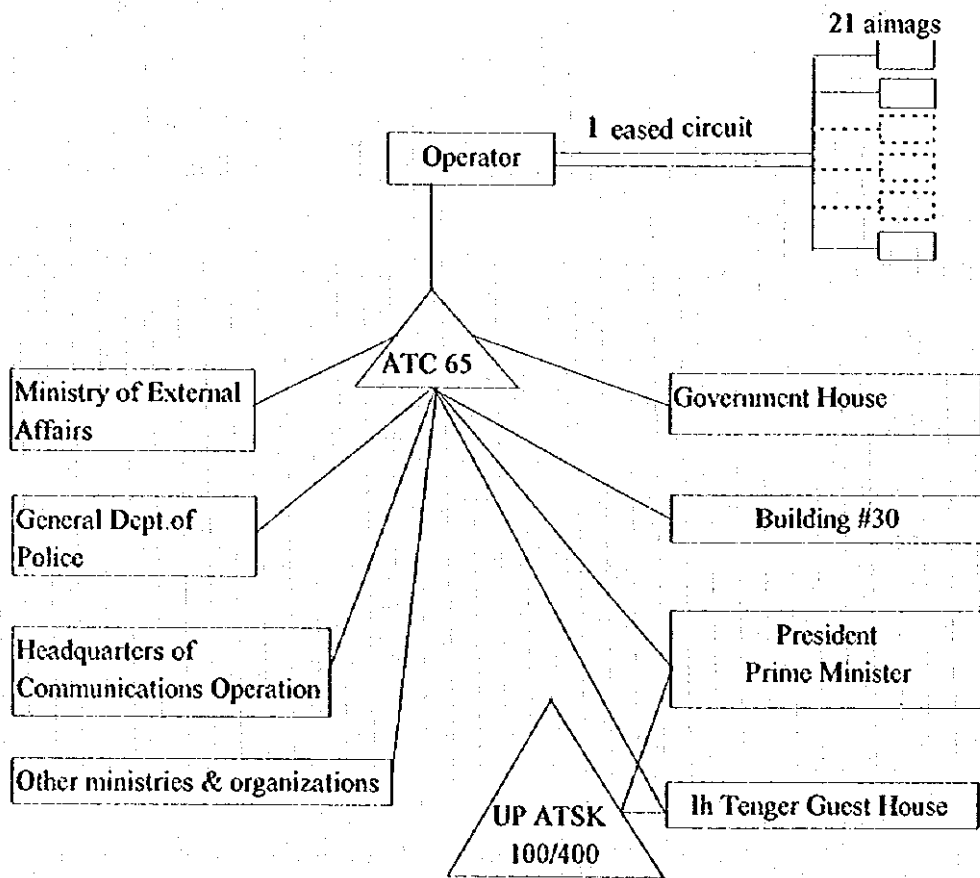 21 aimags
1 eased circuit
Operator
ATC 65
Ministry of External
Affairs
Government House
General Dept.of
Police
Building #30
Headquarters of
Communications Operation
President
Prime Minister
Other ministries & organizations
UP ATSK
100/400
Ih Tenger Guest House